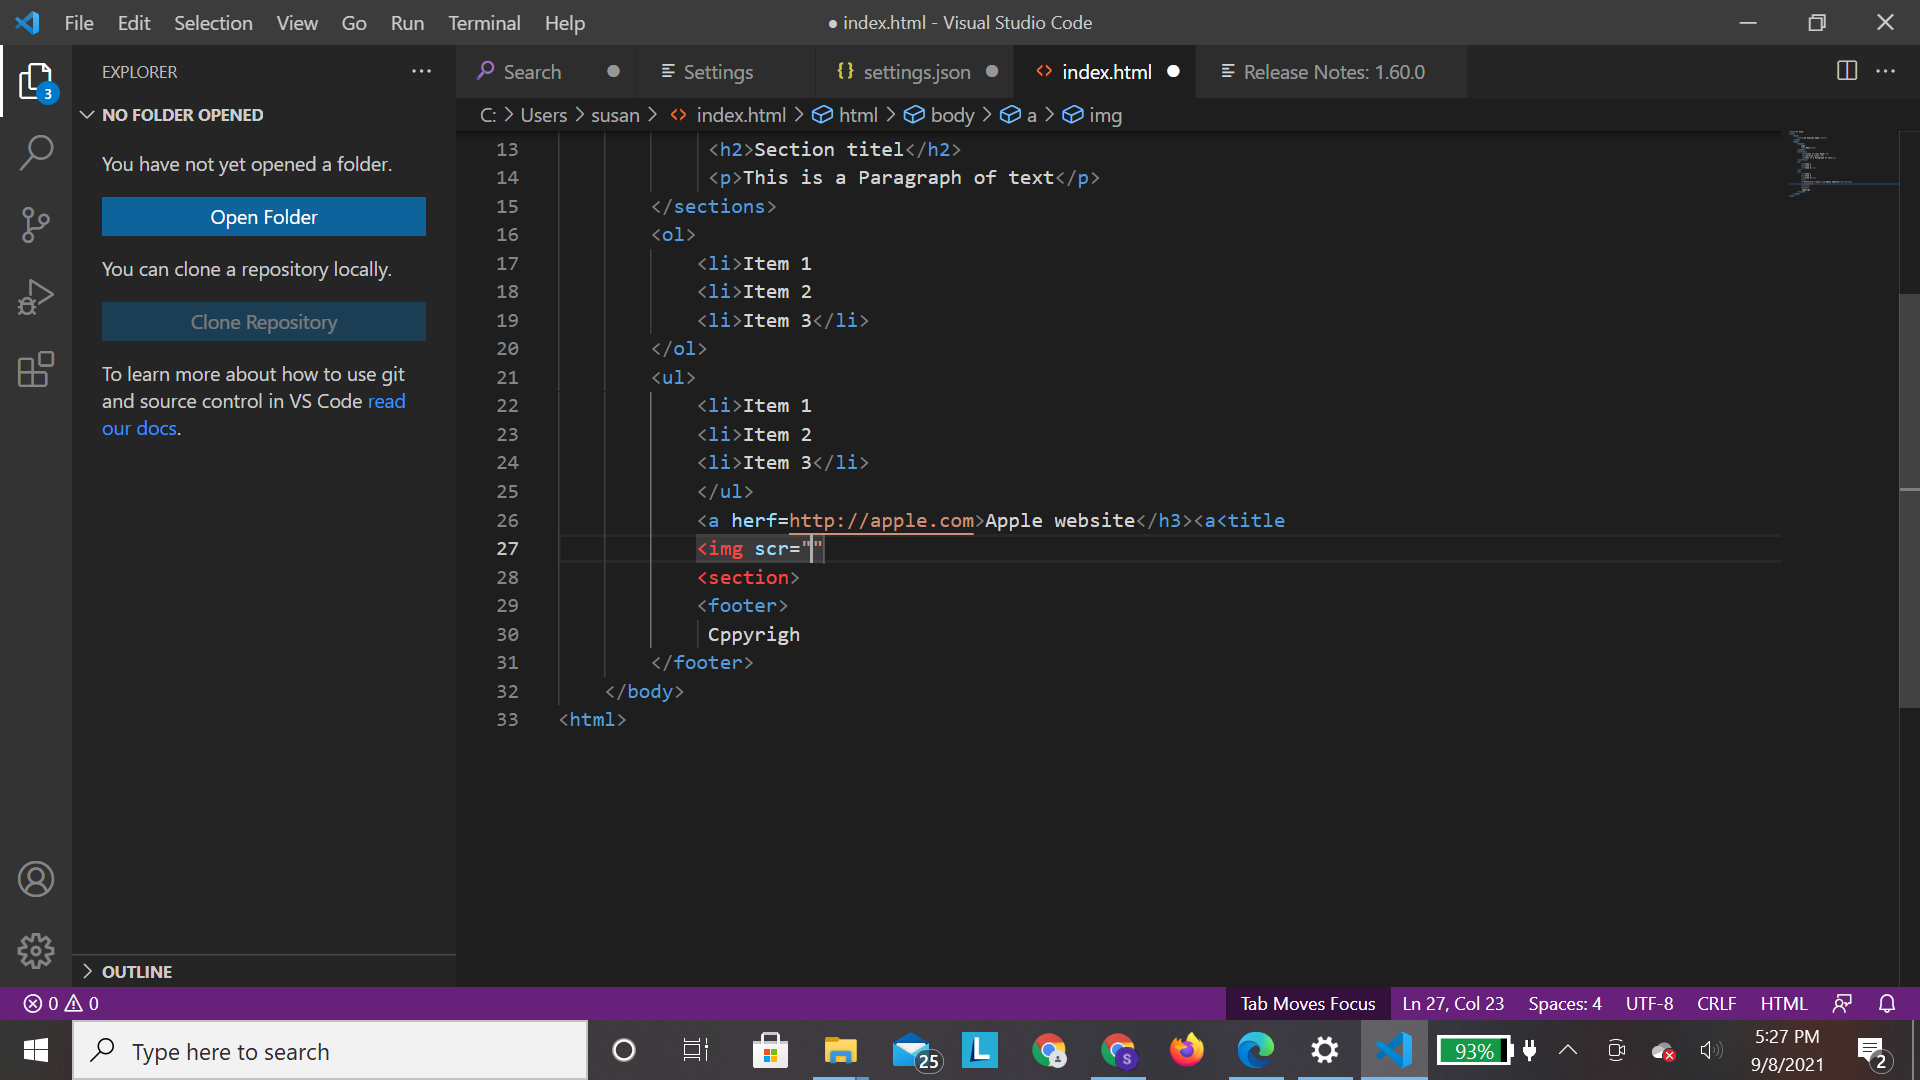 File Edit Selection View Go Run Terminal Help
● index.html - Visual Studio Code
EXPLORER
Search
Settings
{} settings.json
index.html
Release Notes: 1.60.0
3
NO FOLDER OPENED
C: > Users > susan > index.html > html > body > a > img
You have not yet opened a folder.
Open Folder
You can clone a repository locally.
Clone Repository
To learn more about how to use git
and source control in VS Code read
our docs.
13 <h2>Section titel</h2>
14 <p>This is a Paragraph of text</p>
15 </sections>
16 <ol>
17 <li>Item 1
18 <li>Item 2
19 <li>Item 3</li>
20 </ol>
21 <ul>
22 <li>Item 1
23 <li>Item 2
24 <li>Item 3</li>
25 </ul>
26 <a herf=http://apple.com>Apple website</h3><a<title
27 <img scr=""
28 <section>
29 <footer>
30 Cppyrigh
31 </footer>
32 </body>
33 <html>
OUTLINE
0 0
Tab Moves Focus
Ln 27, Col 23
Spaces: 4
UTF-8
CRLF
HTML
Type here to search
25
L
S
93%
5:27 PM
9/8/2021
2